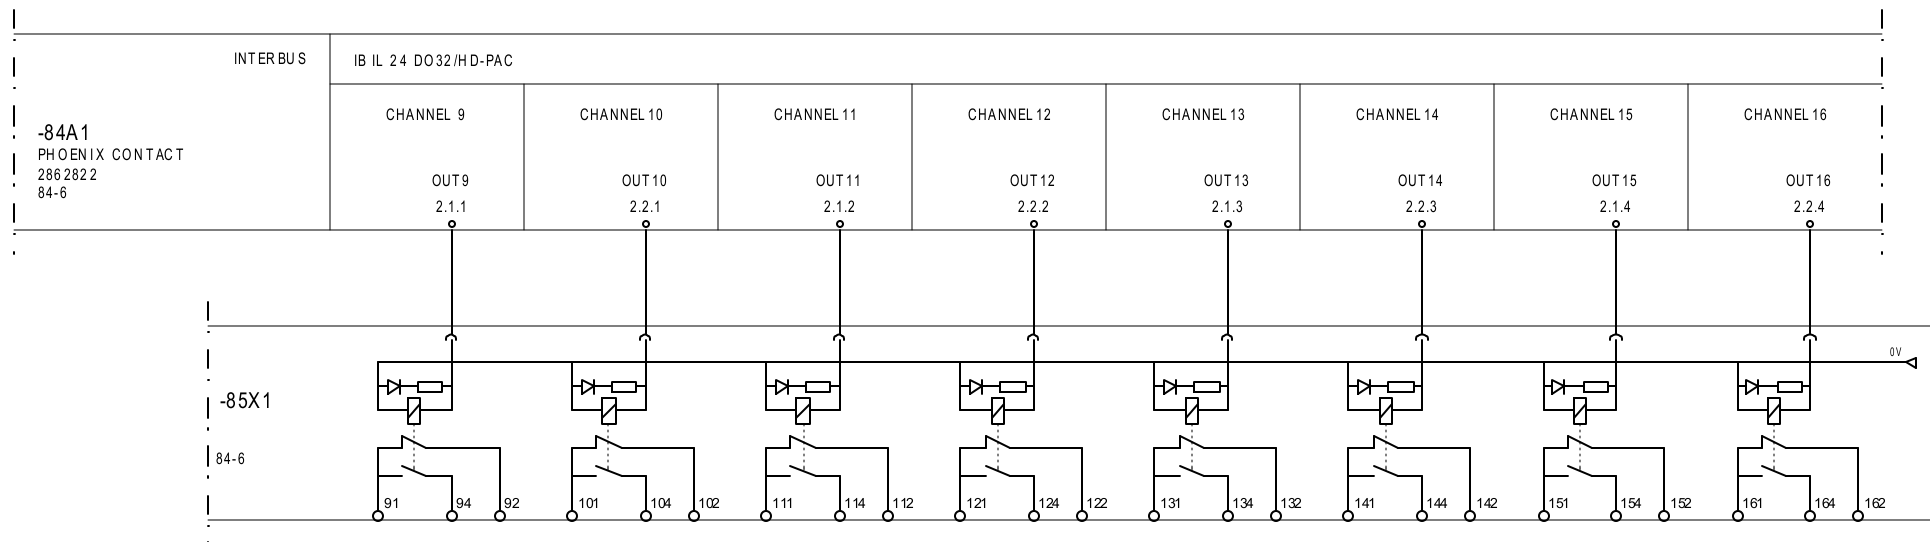 INTERBUS
IB IL 24 DO32/HD-PAC
CHANNEL 9 CHANNEL 10 CHANNEL 11 CHANNEL 12 CHANNEL 13 CHANNEL 14 CHANNEL 15 CHANNEL 16
-84A1
PHOENIX CONTACT
2862822
84-6
OUT9 OUT10 OUT11 OUT12 OUT13 OUT14 OUT15 OUT16
2.1.1 2.2.1 2.1.2 2.2.2 2.1.3 2.2.3 2.1.4 2.2.4
0V
-85X1
84-6
91 94 92 101 104 102 111 114 112 121 124 122 131 134 132 141 144 142 151 154 152 161 164 162